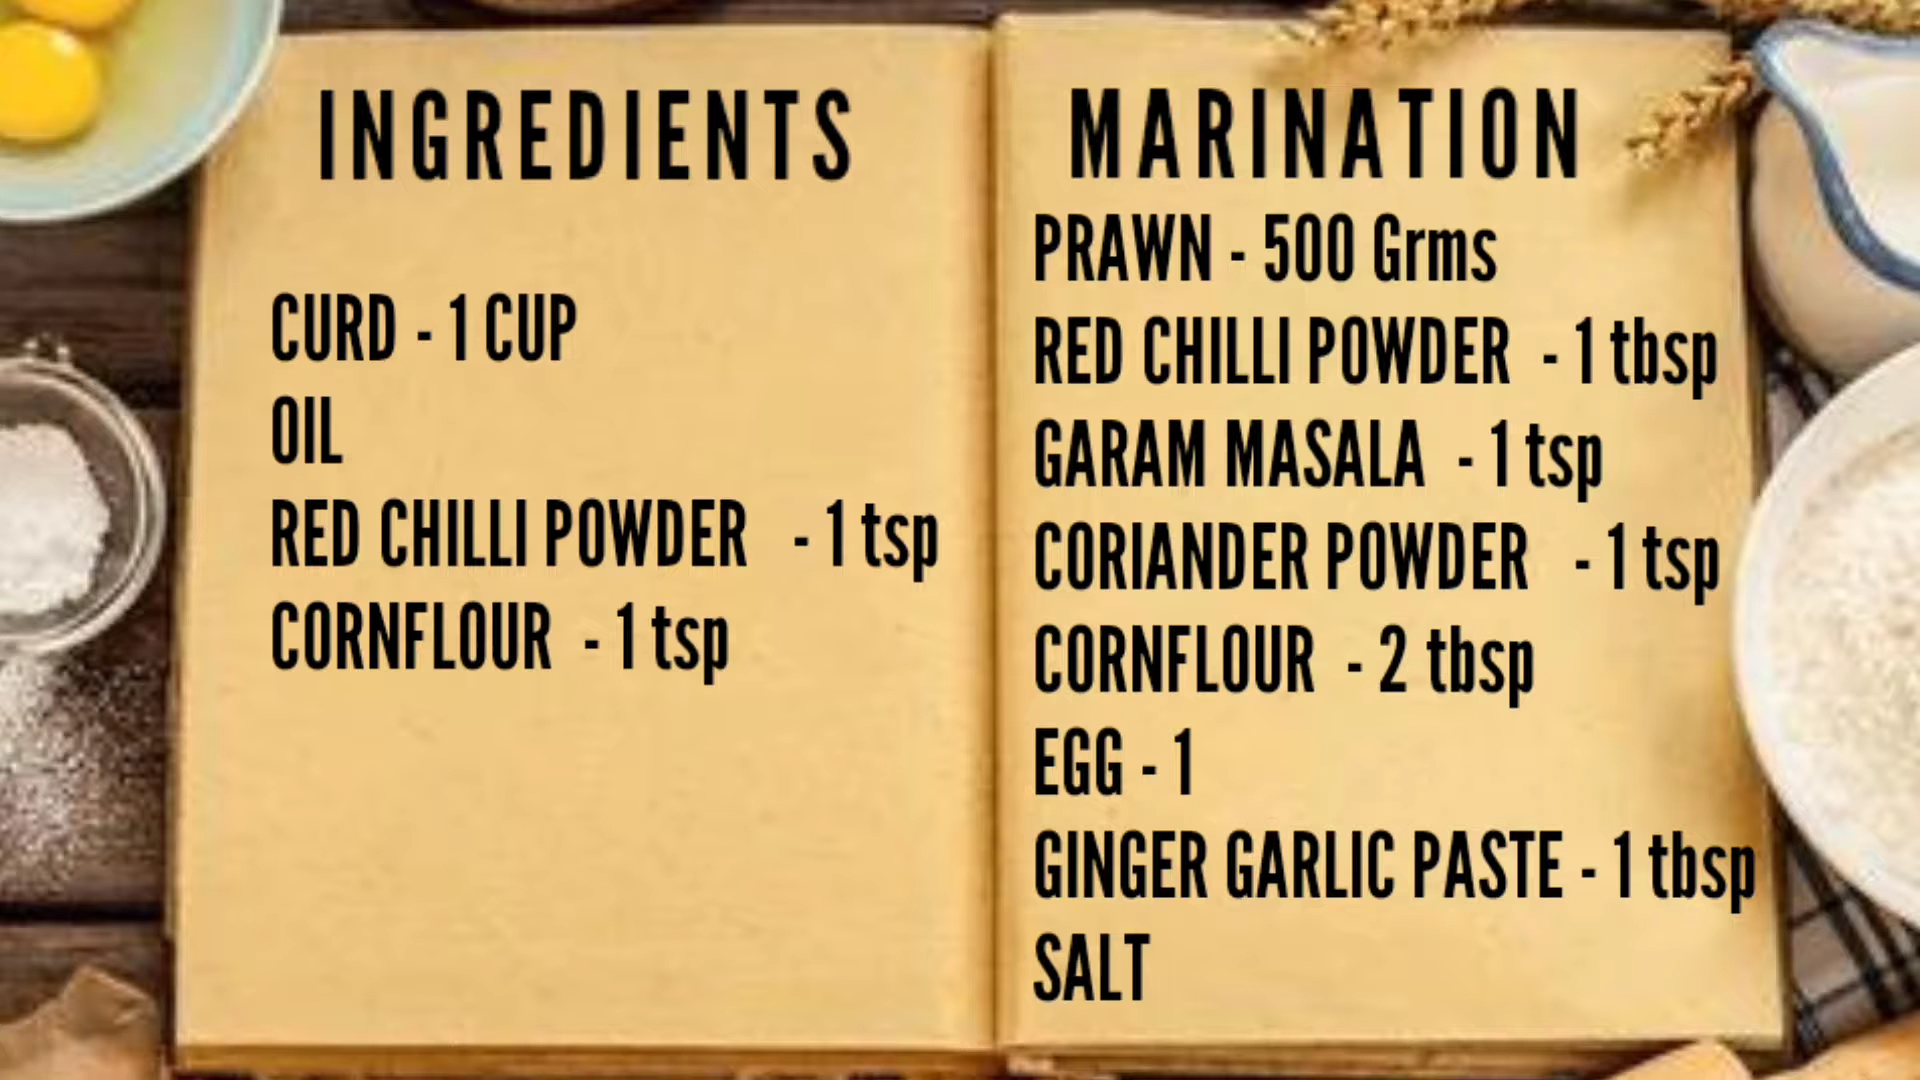 INGREDIENTS
CURD - 1 CUP
OIL
RED CHILLI POWDER - 1 tsp
CORNFLOUR - 1 tsp
MARINATION
PRAWN - 500 Grms
RED CHILLI POWDER - 1 tbsp
GARAM MASALA - 1 tsp
CORIANDER POWDER - 1 tsp
CORNFLOUR - 2 tbsp
EGG - 1
GINGER GARLIC PASTE - 1 tbsp
SALT